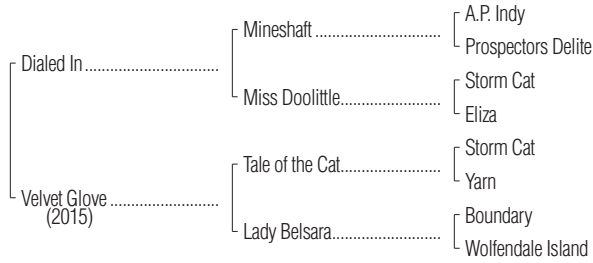 A.P. Indy
Mineshaft
Prospectors Delite
Dialed In
Storm Cat
Miss Doolittle
Eliza
Storm Cat
Tale of the Cat
Yarn
Velvet Glove
(2015)
Boundary
Lady Belsara
Wolfendale Island